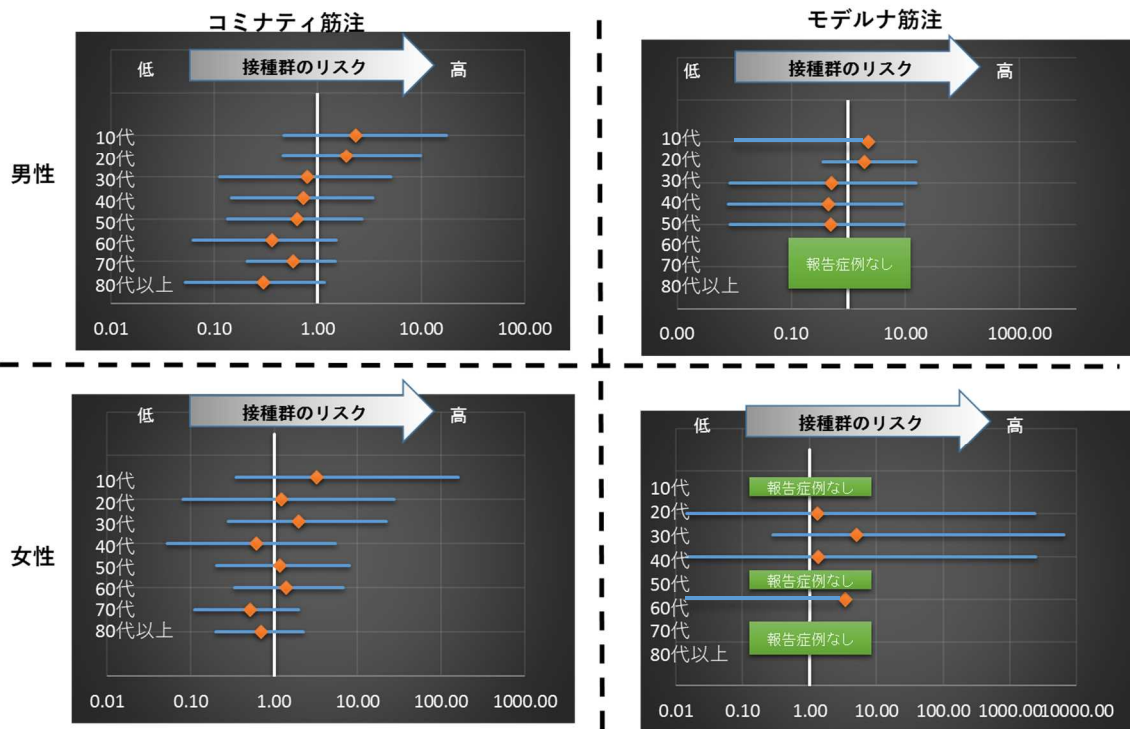 コミナティ筋注
モデルナ筋注
男性
低
接種群のリスク
高
10代
20代
30代
40代
50代
60代
70代
80代以上
0.01
0.10
1.00
10.00
100.00
低
接種群のリスク
高
10代
20代
30代
40代
50代
60代
70代
80代以上
報告症例なし
0.00
0.10
10.00
1000.00
女性
低
接種群のリスク
高
10代
20代
30代
40代
50代
60代
70代
80代以上
0.01
0.10
1.00
10.00
100.00
1000.00
低
接種群のリスク
高
10代
報告症例なし
20代
30代
40代
50代
報告症例なし
60代
70代
報告症例なし
80代以上
0.01
0.10
1.00
10.00
100.00
1000.00
10000.00